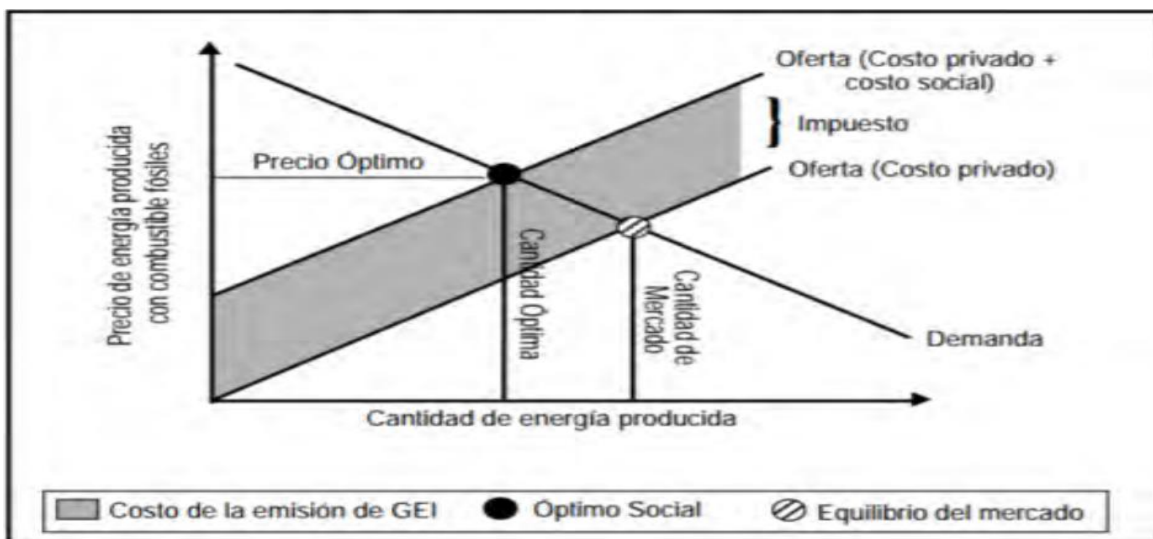 Precio de energía producida
con combustible fósiles
Oferta (Costo privado +
costo social)
Impuesto
Precio Óptimo
Oferta (Costo privado)
Cantidad Óptima
Cantidad de
Mercado
Demanda
Cantidad de energía producida
Costo de la emisión de GEI
Óptimo Social
Equilibrio del mercado